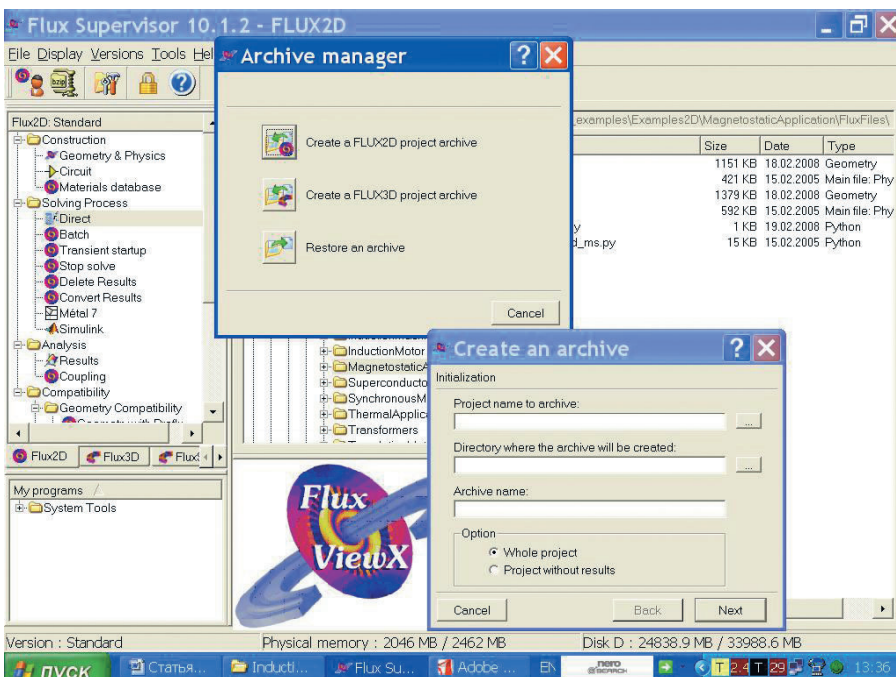 Flux Supervisor 10.1.2 - FLUX2D
File Display Versions Tools Hel
bzip
Flux2D: Standard
Construction
Geometry & Physics
Circuit
Materials database
Solving Process
Direct
Batch
Transient startup
Stop solve
Delete Results
Convert Results
Métal 7
Simulink
Analysis
Results
Coupling
Compatibility
Geometry Compatibility
Flux2D
Flux3D
My programs
System Tools
Archive manager
Create a FLUX2D project archive
Create a FLUX3D project archive
Restore an archive
Cancel
_examples\Examples2D\MagnetostaticApplication\FluxFiles\
Size Date Type
1151 KB 18.02.2008 Geometry
421 KB 15.02.2005 Main file: Phy
1379 KB 18.02.2008 Geometry
592 KB 15.02.2005 Main file: Phy
y 1 KB 19.02.2008 Python
d_ms.py 15 KB 15.02.2005 Python
InductionMotor
MagnetostaticA
Superconducto
SynchronousM
ThermalApplic
Transformers
Flux
ViewX
Create an archive
Initialization
Project name to archive:
...
Directory where the archive will be created:
...
Archive name:
Option
Whole project
Project without results
Cancel
Back
Next
Version : Standard
Physical memory : 2046 MB / 2462 MB
Disk D : 24838.9 MB / 33988.6 MB
пуск
Статья...
Inducti...
Flux Su...
Adobe ...
EN
nero
SEARCH
T 2.4 T 29
13:36